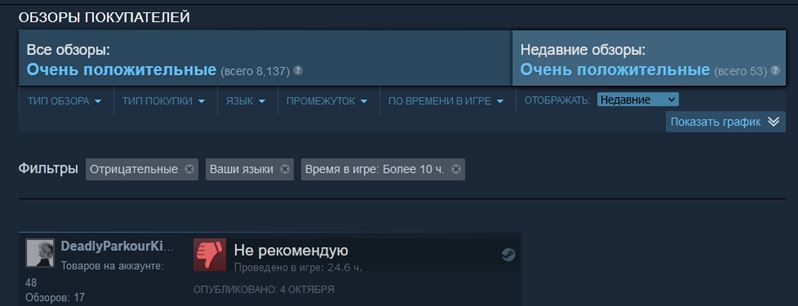 ОБЗОРЫ ПОКУПАТЕЛЕЙ
Все обзоры:
Очень положительные (всего 8,137) ?
Недавние обзоры:
Очень положительные (всего 53) ?
ТИП ОБЗОРА ТИП ПОКУПКИ ЯЗЫК ПРОМЕЖУТОК ПО ВРЕМЕНИ В ИГРЕ ОТОБРАЖАТЬ: Недавние
Показать график
Фильтры Отрицательные Ваши языки Время в игре: Более 10 ч.
DeadlyParkourKi...
Товаров на аккаунте:
48
Обзоров: 17
Не рекомендую
Проведено в игре: 24.6 ч.
ОПУБЛИКОВАНО: 4 ОКТЯБРЯ